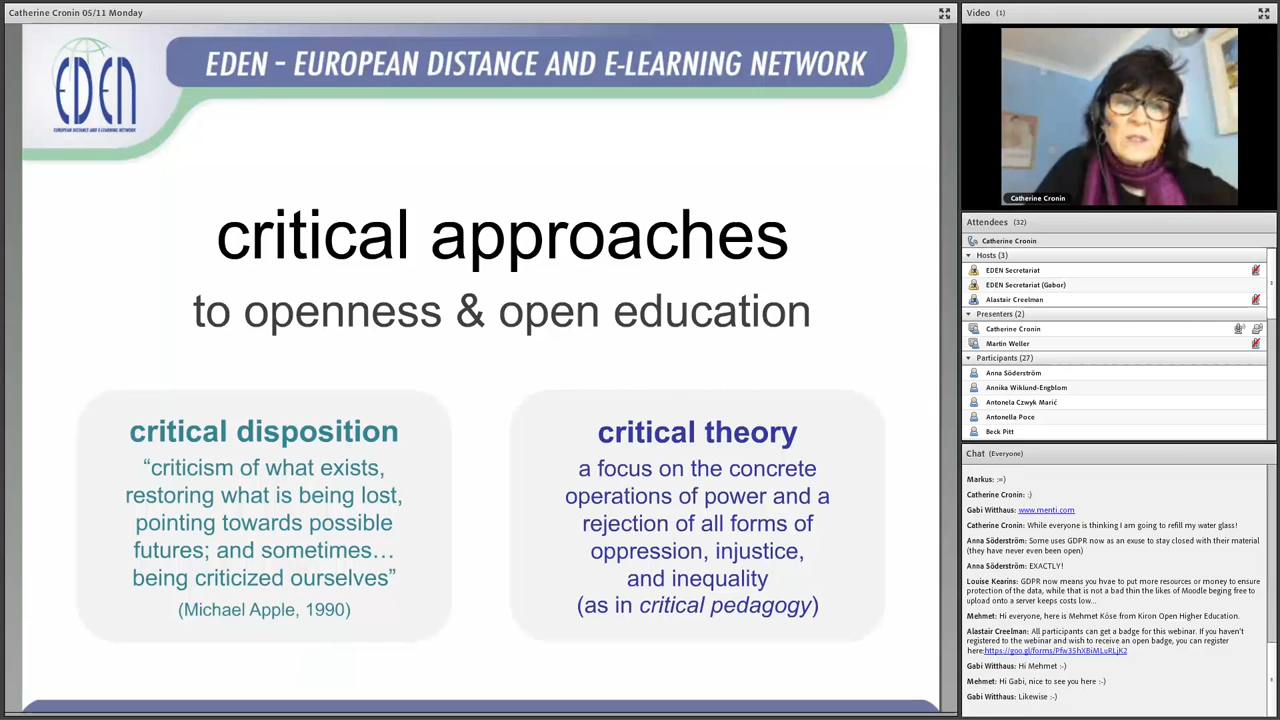 Catherine Cronin 05/11 Monday
EDEN
EUROPEAN DISTANCE AND E-LEARNING NETWORK
EDEN – EUROPEAN DISTANCE AND E-LEARNING NETWORK
critical approaches
to openness & open education
critical disposition
“criticism of what exists,
restoring what is being lost,
pointing towards possible
futures; and sometimes…
being criticized ourselves”
(Michael Apple, 1990)
critical theory
a focus on the concrete
operations of power and a
rejection of all forms of
oppression, injustice,
and inequality
(as in critical pedagogy)
Video (1)
Catherine Cronin
Attendees (32)
Catherine Cronin
Hosts (3)
EDEN Secretariat
EDEN Secretariat (Gabor)
Alastair Creelman
Presenters (2)
Catherine Cronin
Martin Weller
Participants (27)
Anna Söderström
Annika Wiklund-Engblom
Antonela Czwyk Marić
Antonella Poce
Beck Pitt
Chat (Everyone)
Markus: :=)
Catherine Cronin: :)
Gabi Witthaus: www.menti.com
Catherine Cronin: While everyone is thinking I am going to refill my water glass!
Anna Söderström: Some uses GDPR now as an exuse to stay closed with their material
(they have never even been open)
Anna Söderström: EXACTLY!
Louise Kearins: GDPR now means you hvae to put more resources or money to ensure
protection of the data, while that is not a bad thin the likes of Moodle beging free to
upload onto a server keeps costs low...
Mehmet: Hi everyone, here is Mehmet Köse from Kiron Open Higher Education.
Alastair Creelman: All participants can get a badge for this webinar. If you haven't
registered to the webinar and wish to receive an open badge, you can register
here:https://goo.gl/forms/Pfw35hXBiMLuRLjK2
Gabi Witthaus: Hi Mehmet :-)
Mehmet: Hi Gabi, nice to see you here :-)
Gabi Witthaus: Likewise :-)